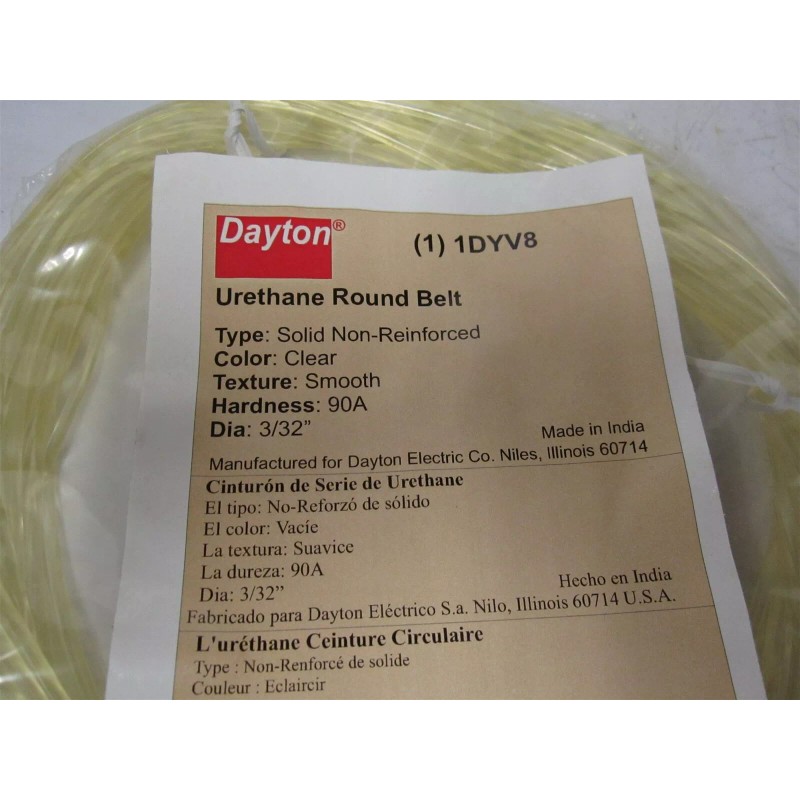 Dayton®
(1) 1DYV8
Urethane Round Belt
Type: Solid Non-Reinforced
Color: Clear
Texture: Smooth
Hardness: 90A
Dia: 3/32”
Made in India
Manufactured for Dayton Electric Co. Niles, Illinois 60714
Cinturón de Serie de Urethane
El tipo: No-Reforzó de sólido
El color: Vacíe
La textura: Suavice
La dureza: 90A
Dia: 3/32”
Hecho en India
Fabricado para Dayton Eléctrico S.a. Nilo, Illinois 60714 U.S.A.
L'uréthane Ceinture Circulaire
Type : Non-Renforcé de solide
Couleur : Eclaircir